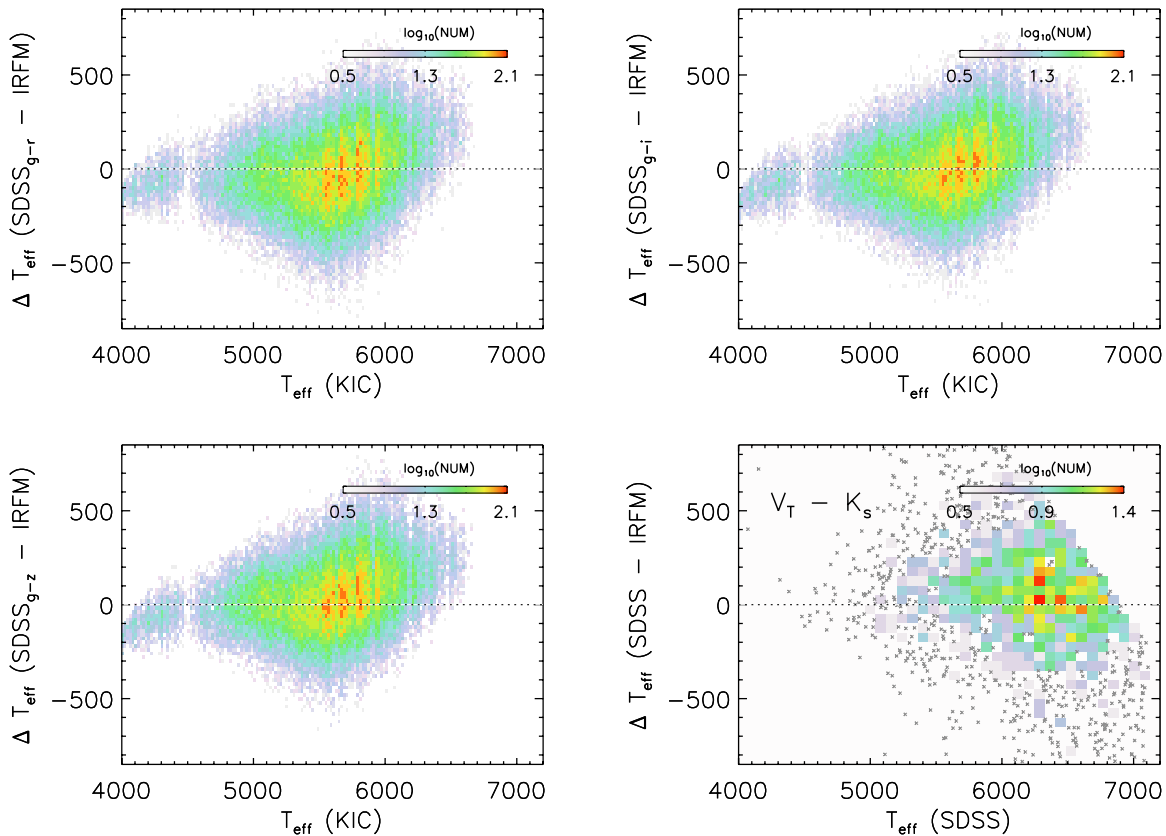 log₁₀(NUM)
0.5 1.3 2.1
500
0
−500
Δ T_eff (SDSS_g−r − IRFM)
4000 5000 6000 7000
T_eff (KIC)
log₁₀(NUM)
0.5 1.3 2.1
500
0
−500
Δ T_eff (SDSS_g−i − IRFM)
4000 5000 6000 7000
T_eff (KIC)
log₁₀(NUM)
0.5 1.3 2.1
500
0
−500
Δ T_eff (SDSS_g−z − IRFM)
4000 5000 6000 7000
T_eff (KIC)
log₁₀(NUM)
V_T − K_s
0.5 0.9 1.4
500
0
−500
Δ T_eff (SDSS − IRFM)
4000 5000 6000 7000
T_eff (SDSS)